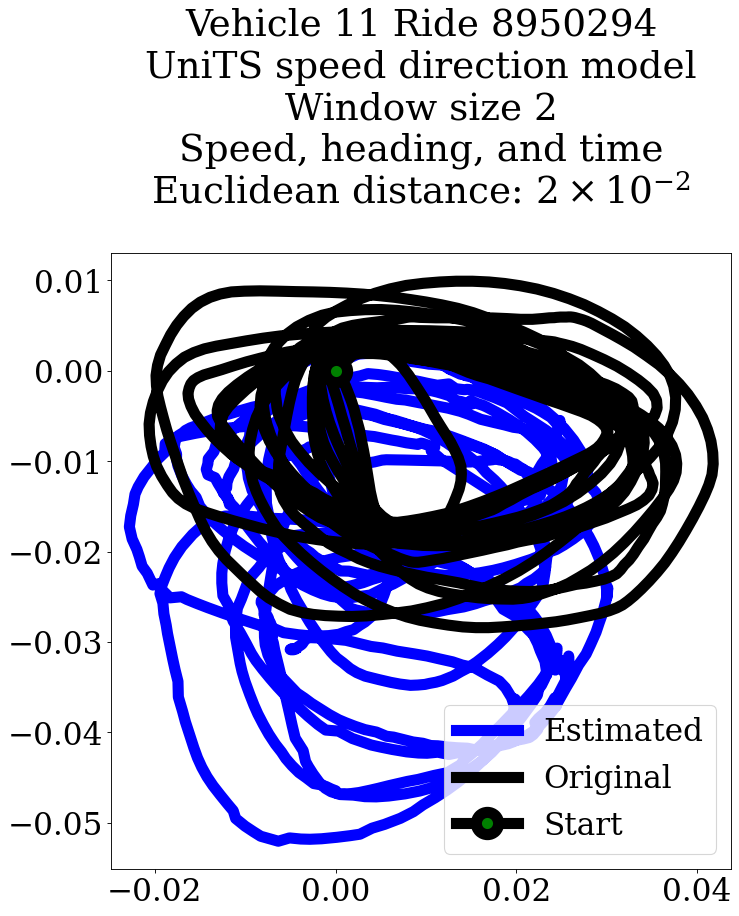 Vehicle 11 Ride 8950294
UniTS speed direction model
Window size 2
Speed, heading, and time
Euclidean distance: 2 × 10⁻²
0.01
0.00
−0.01
−0.02
−0.03
−0.04
−0.05
Estimated
Original
Start
−0.02 0.00 0.02 0.04